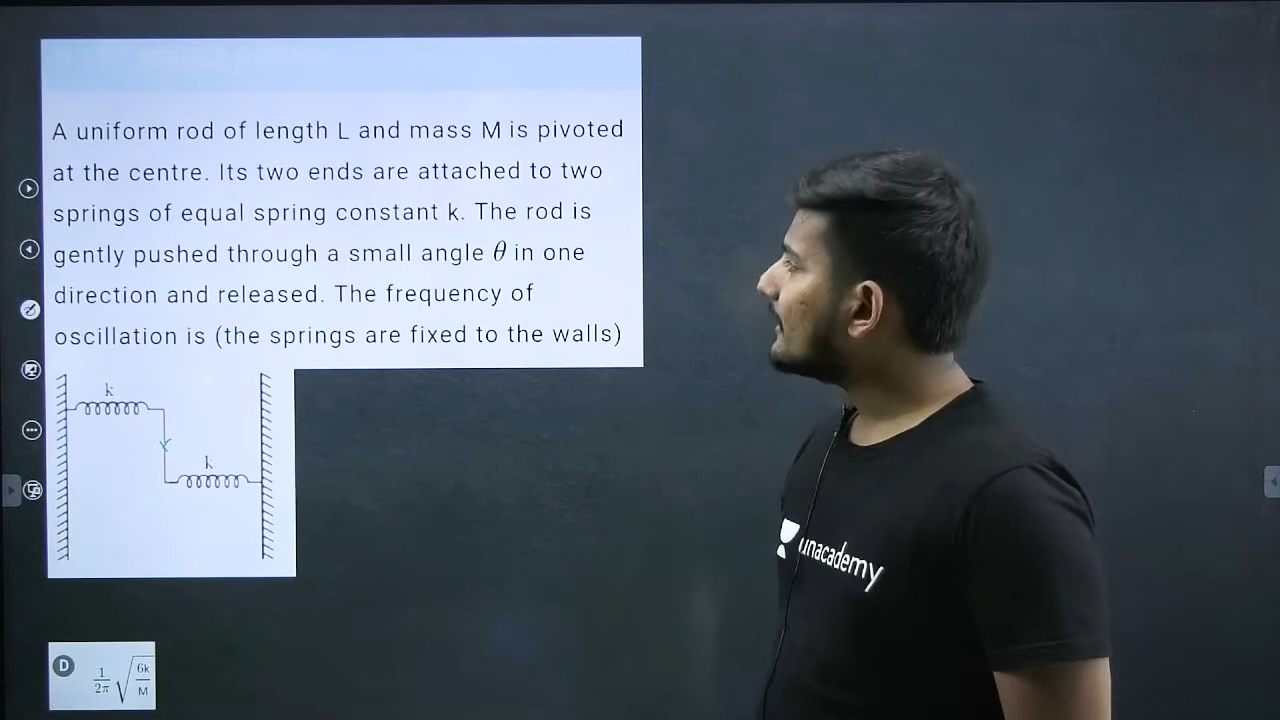 A uniform rod of length L and mass M is pivoted
at the centre. Its two ends are attached to two
springs of equal spring constant k. The rod is
gently pushed through a small angle θ in one
direction and released. The frequency of
oscillation is (the springs are fixed to the walls)
k
k
D 1/2π √6k/M
unacademy